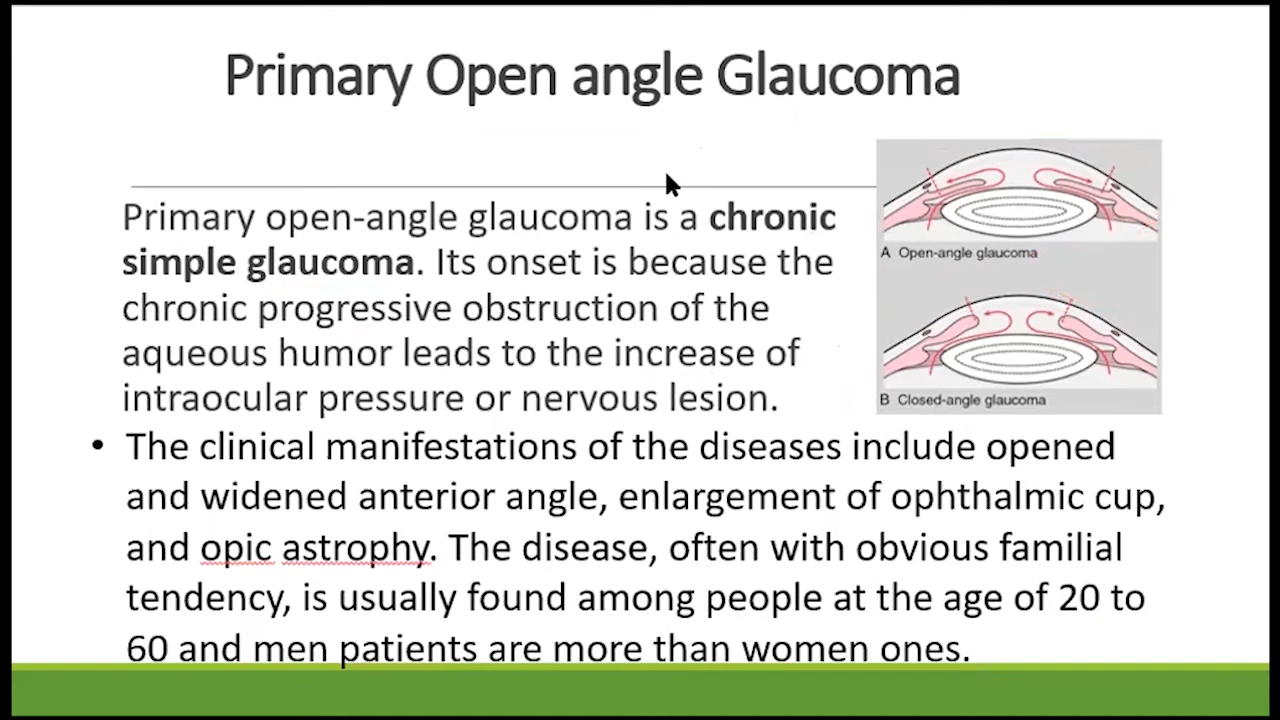 Primary Open angle Glaucoma
Primary open-angle glaucoma is a chronic
simple glaucoma. Its onset is because the
chronic progressive obstruction of the
aqueous humor leads to the increase of
intraocular pressure or nervous lesion.
A Open-angle glaucoma
B Closed-angle glaucoma
• The clinical manifestations of the diseases include opened
and widened anterior angle, enlargement of ophthalmic cup,
and opic astrophy. The disease, often with obvious familial
tendency, is usually found among people at the age of 20 to
60 and men patients are more than women ones.